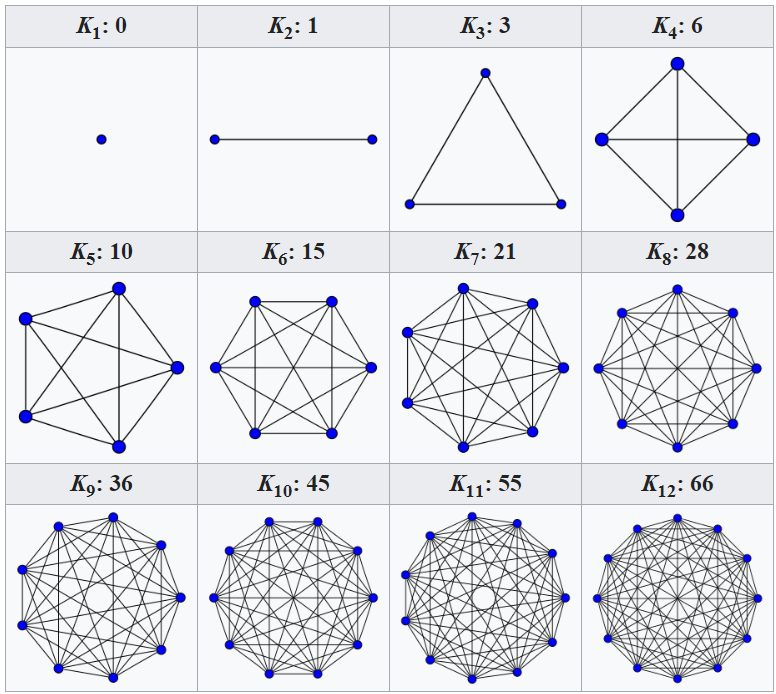 K₁: 0 K₂: 1 K₃: 3 K₄: 6
K₅: 10 K₆: 15 K₇: 21 K₈: 28
K₉: 36 K₁₀: 45 K₁₁: 55 K₁₂: 66